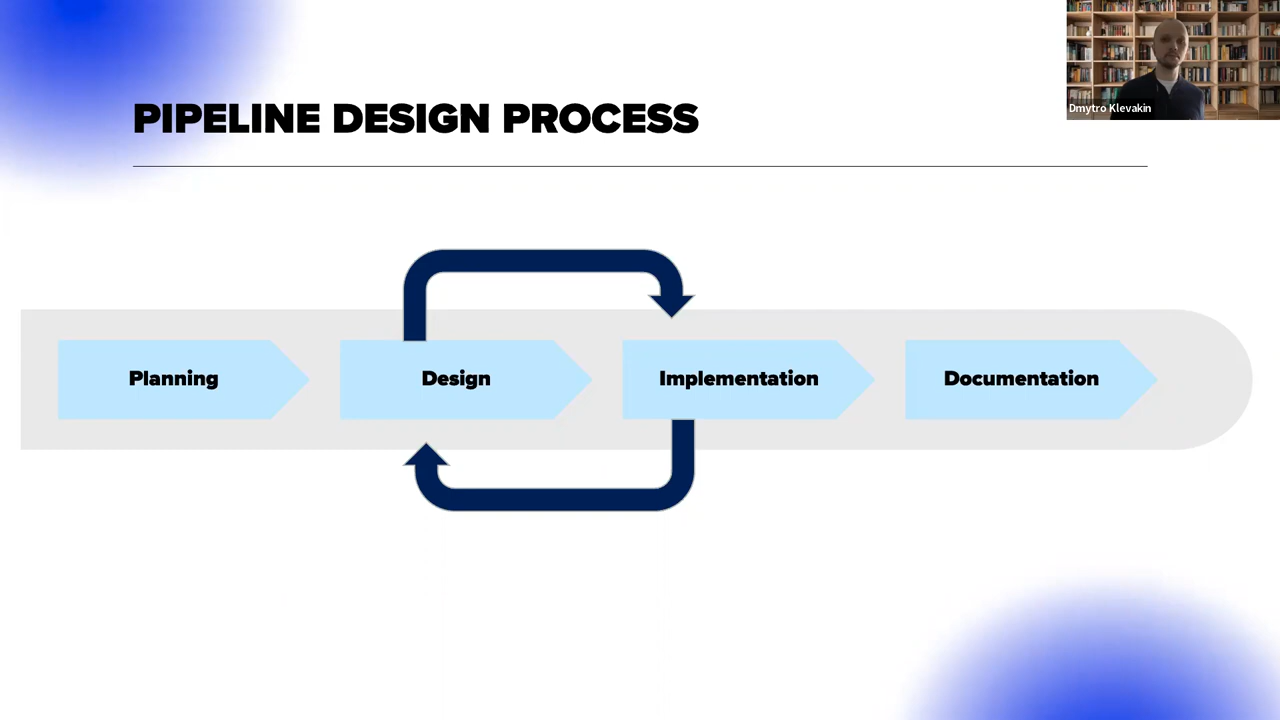 PIPELINE DESIGN PROCESS
Dmytro Klevakin
Planning
Design
Implementation
Documentation